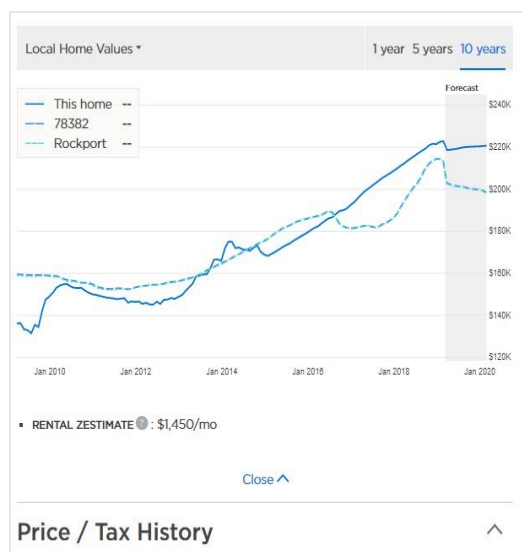 Local Home Values
1 year 5 years 10 years
Forecast
This home --
78382 --
Rockport --
$240K
$220K
$200K
$180K
$160K
$140K
$120K
Jan 2010 Jan 2012 Jan 2014 Jan 2016 Jan 2018 Jan 2020
▪ RENTAL ZESTIMATE ? : $1,450/mo
Close
Price / Tax History